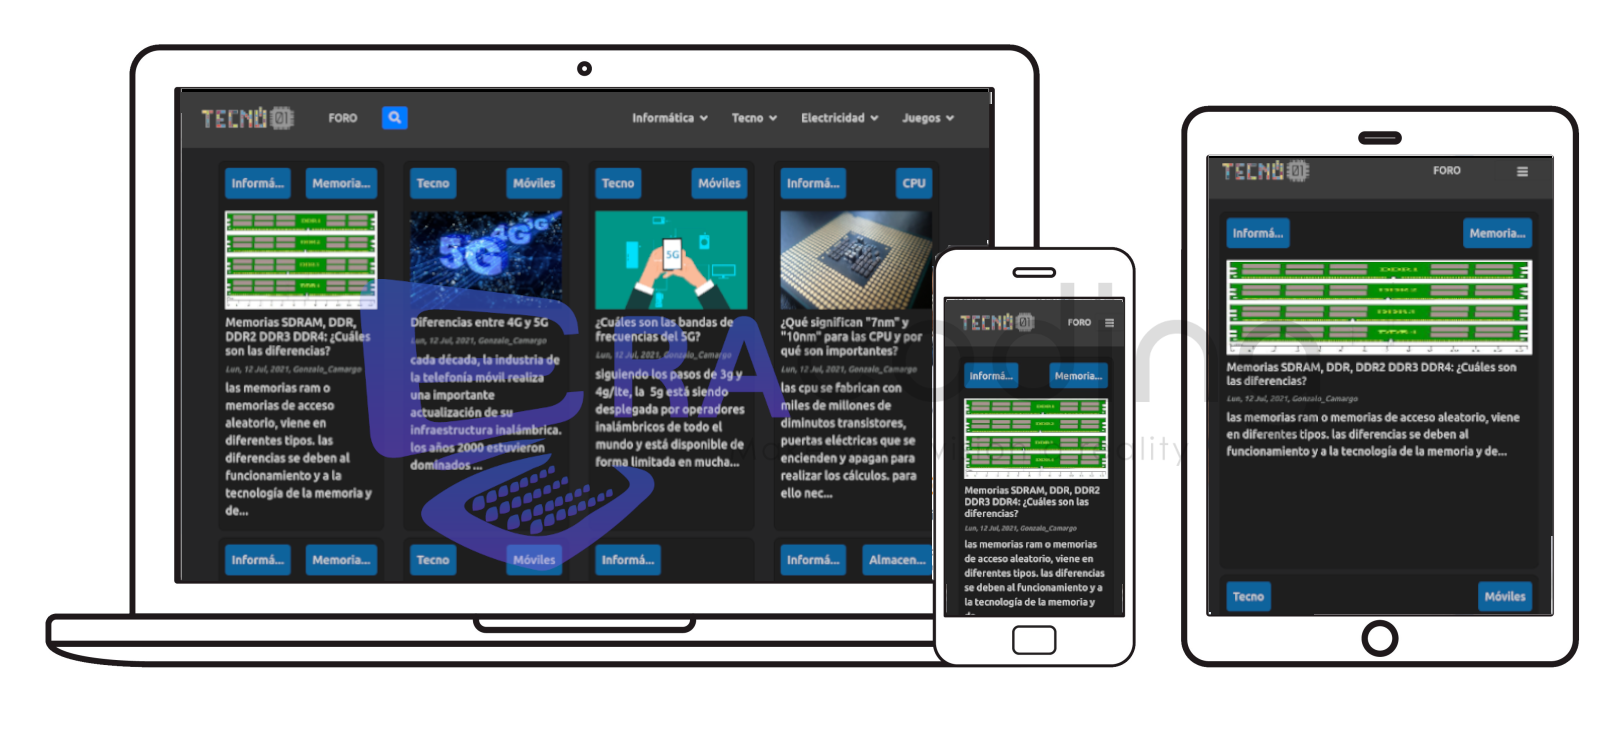 TECNO 01
FORO
Informática
Tecno
Electricidad
Juegos
Informá...
Memoria...
Memorias SDRAM, DDR,
DDR2 DDR3 DDR4: ¿Cuáles
son las diferencias?
Lun, 12 Jul, 2021, Gonzalo_Camargo
las memorias ram o
memorias de acceso
aleatorio, viene en
diferentes tipos. las
diferencias se deben al
funcionamiento y a la
tecnología de la memoria y
de...
Tecno
Móviles
5G
4G
3G
Diferencias entre 4G y 5G
Lun, 12 Jul, 2021, Gonzalo_Camargo
cada década, la industria de
la telefonía móvil realiza
una importante
actualización de su
infraestructura inalámbrica.
los años 2000 estuvieron
dominados ...
Tecno
Móviles
5G
¿Cuáles son las bandas de
frecuencias del 5G?
Lun, 12 Jul, 2021, Gonzalo_Camargo
siguiendo los pasos de 3g y
4g/lte, la 5g está siendo
desplegada por operadores
inalámbricos de todo el
mundo y está disponible de
forma limitada en mucha...
Informá...
CPU
¿Qué significan "7nm" y
"10nm" para las CPU y por
qué son importantes?
Lun, 12 Jul, 2021, Gonzalo_Camargo
las cpu se fabrican con
miles de millones de
diminutos transistores,
puertas eléctricas que se
encienden y apagan para
realizar los cálculos. para
ello nec...
Informá...
Memoria...
Tecno
Móviles
Informá...
Informá...
Almacen...
ERA
TECNO 01
FORO
Informá...
Memoria...
Memorias SDRAM, DDR, DDR2
DDR3 DDR4: ¿Cuáles son las
diferencias?
Lun, 12 Jul, 2021, Gonzalo_Camargo
las memorias ram o memorias
de acceso aleatorio, viene en
diferentes tipos. las diferencias
se deben al funcionamiento y a
la tecnología de la memoria y
TECNO 01
FORO
Informá...
Memoria...
Memorias SDRAM, DDR, DDR2 DDR3 DDR4: ¿Cuáles son
las diferencias?
Lun, 12 Jul, 2021, Gonzalo_Camargo
las memorias ram o memorias de acceso aleatorio, viene
en diferentes tipos. las diferencias se deben al
funcionamiento y a la tecnología de la memoria y de...
Tecno
Móviles